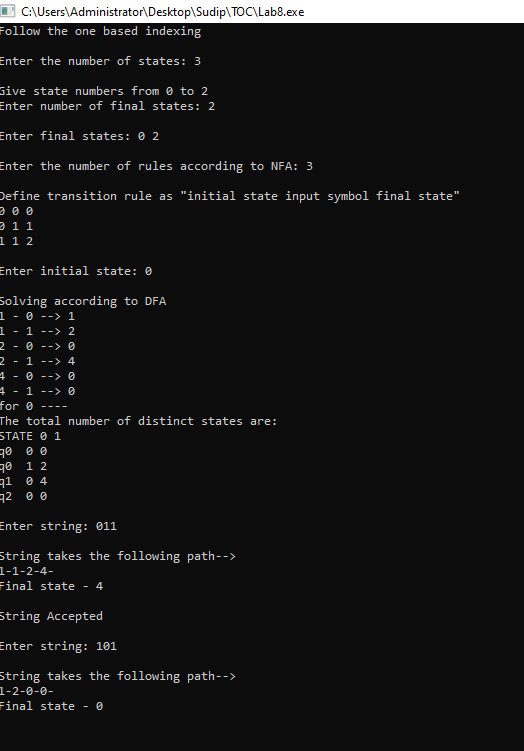 C:\Users\Administrator\Desktop\Sudip\TOC\Lab8.exe
Follow the one based indexing
Enter the number of states: 3
Give state numbers from 0 to 2
Enter number of final states: 2
Enter final states: 0 2
Enter the number of rules according to NFA: 3
Define transition rule as "initial state input symbol final state"
0 0 0
0 1 1
1 1 2
Enter initial state: 0
Solving according to DFA
1 - 0 --> 1
1 - 1 --> 2
2 - 0 --> 0
2 - 1 --> 4
4 - 0 --> 0
4 - 1 --> 0
for 0 ----
The total number of distinct states are:
STATE 0 1
q0 0 0
q0 1 2
q1 0 4
q2 0 0
Enter string: 011
String takes the following path-->
1-1-2-4-
Final state - 4
String Accepted
Enter string: 101
String takes the following path-->
1-2-0-0-
Final state - 0